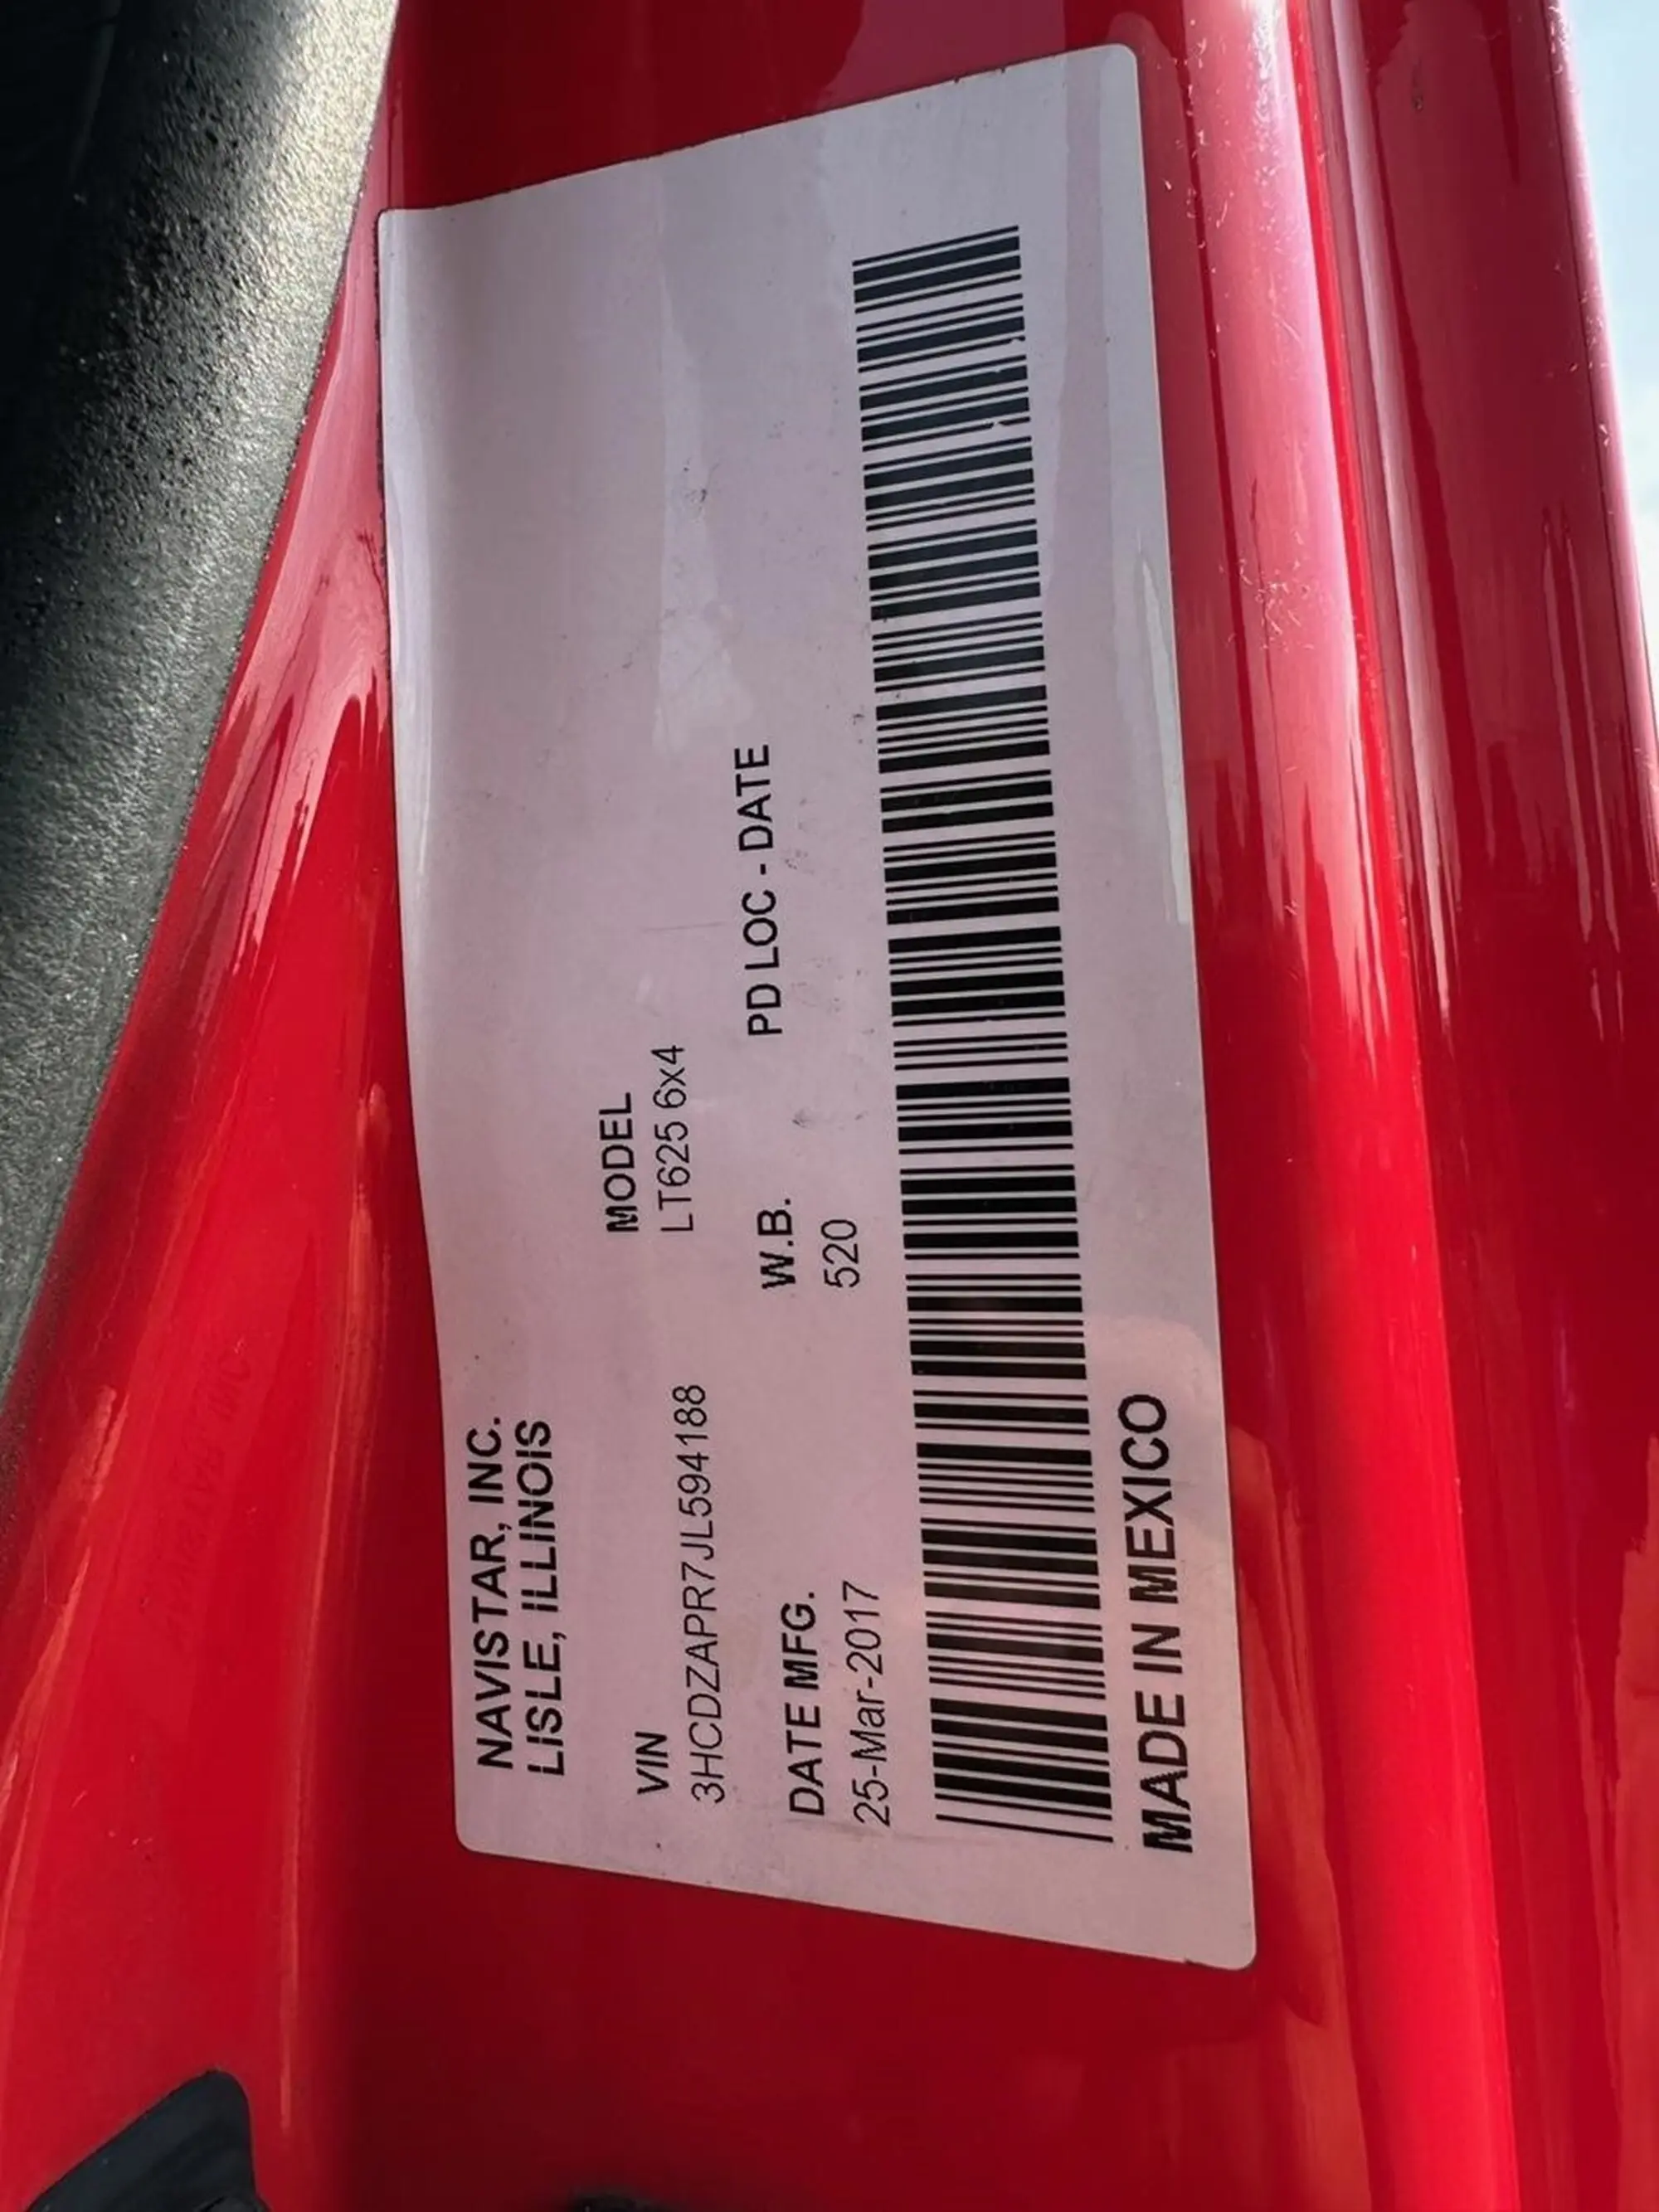 NAVISTAR, INC.
LISLE, ILLINOIS
VIN
MODEL
3HCDZAPR7JL594188
LT625 6x4
DATE MFG.
W.B.
PD LOC - DATE
25-Mar-2017
520
MADE IN MEXICO